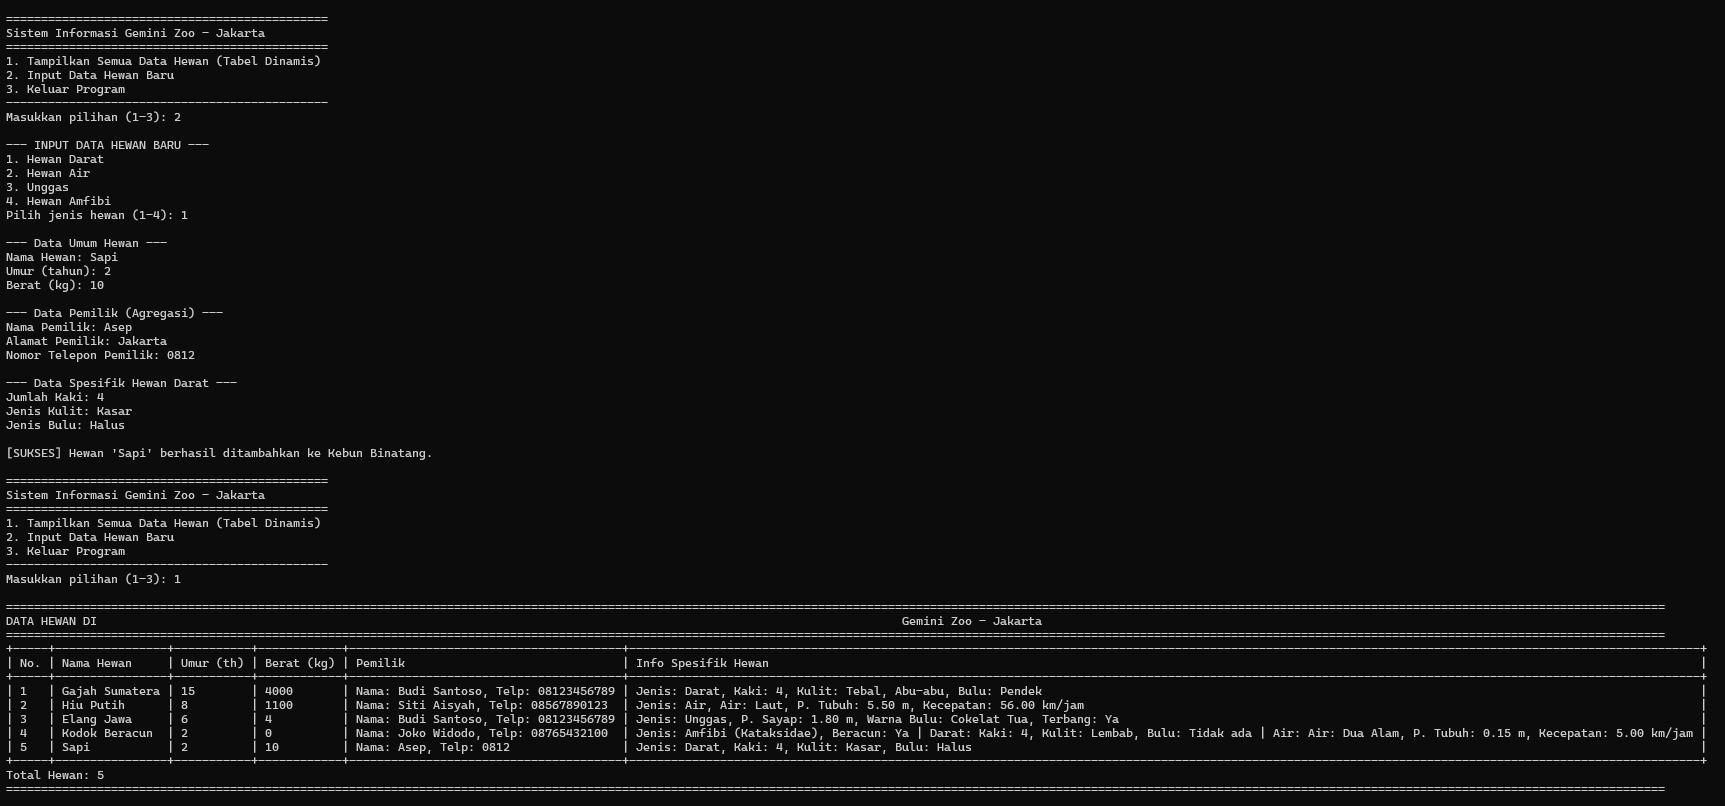 ==============================================
Sistem Informasi Gemini Zoo - Jakarta
==============================================
1. Tampilkan Semua Data Hewan (Tabel Dinamis)
2. Input Data Hewan Baru
3. Keluar Program
----------------------------------------------
Masukkan pilihan (1-3): 2
--- INPUT DATA HEWAN BARU ---
1. Hewan Darat
2. Hewan Air
3. Unggas
4. Hewan Amfibi
Pilih jenis hewan (1-4): 1
--- Data Umum Hewan ---
Nama Hewan: Sapi
Umur (tahun): 2
Berat (kg): 10
--- Data Pemilik (Agregasi) ---
Nama Pemilik: Asep
Alamat Pemilik: Jakarta
Nomor Telepon Pemilik: 0812
--- Data Spesifik Hewan Darat ---
Jumlah Kaki: 4
Jenis Kulit: Kasar
Jenis Bulu: Halus
[SUKSES] Hewan 'Sapi' berhasil ditambahkan ke Kebun Binatang.
==============================================
Sistem Informasi Gemini Zoo - Jakarta
==============================================
1. Tampilkan Semua Data Hewan (Tabel Dinamis)
2. Input Data Hewan Baru
3. Keluar Program
----------------------------------------------
Masukkan pilihan (1-3): 1
DATA HEWAN DI Gemini Zoo - Jakarta
| No. | Nama Hewan | Umur (th) | Berat (kg) | Pemilik | Info Spesifik Hewan |
| 1 | Gajah Sumatera | 15 | 4000 | Nama: Budi Santoso, Telp: 08123456789 | Jenis: Darat, Kaki: 4, Kulit: Tebal, Abu-abu, Bulu: Pendek |
| 2 | Hiu Putih | 8 | 1100 | Nama: Siti Aisyah, Telp: 08567890123 | Jenis: Air, Air: Laut, P. Tubuh: 5.50 m, Kecepatan: 56.00 km/jam |
| 3 | Elang Jawa | 6 | 4 | Nama: Budi Santoso, Telp: 08123456789 | Jenis: Unggas, P. Sayap: 1.80 m, Warna Bulu: Cokelat Tua, Terbang: Ya |
| 4 | Kodok Beracun | 2 | 0 | Nama: Joko Widodo, Telp: 08765432100 | Jenis: Amfibi (Kataksidae), Beracun: Ya | Darat: Kaki: 4, Kulit: Lembab, Bulu: Tidak ada | Air: Air: Dua Alam, P. Tubuh: 0.15 m, Kecepatan: 5.00 km/jam |
| 5 | Sapi | 2 | 10 | Nama: Asep, Telp: 0812 | Jenis: Darat, Kaki: 4, Kulit: Kasar, Bulu: Halus |
Total Hewan: 5